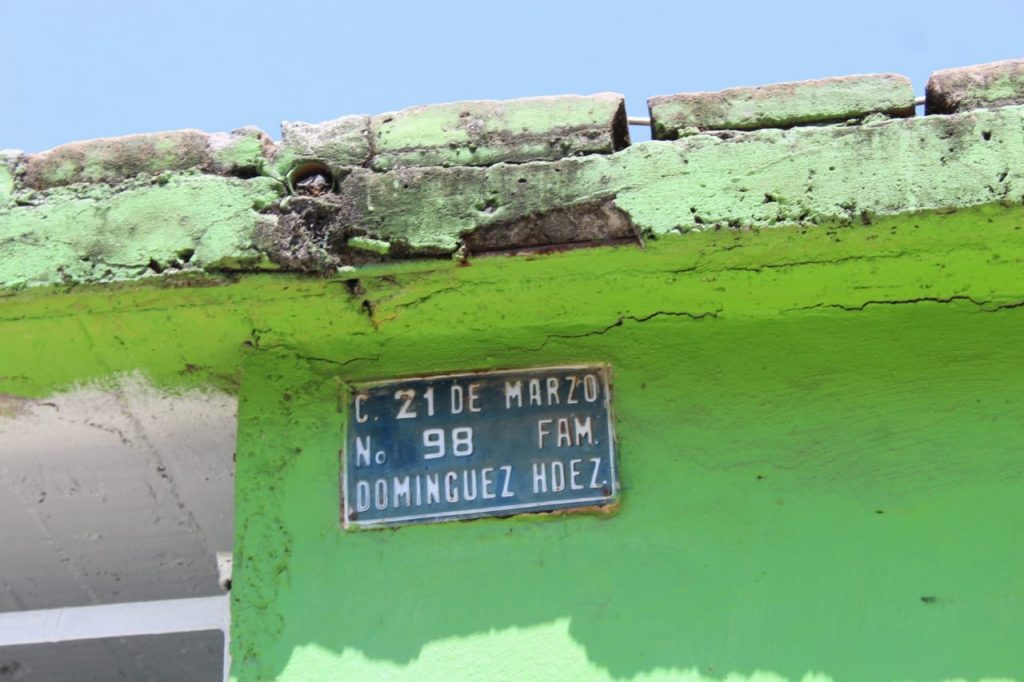 C. 21 DE MARZO
No 98 FAM.
DOMINGUEZ HDEZ.